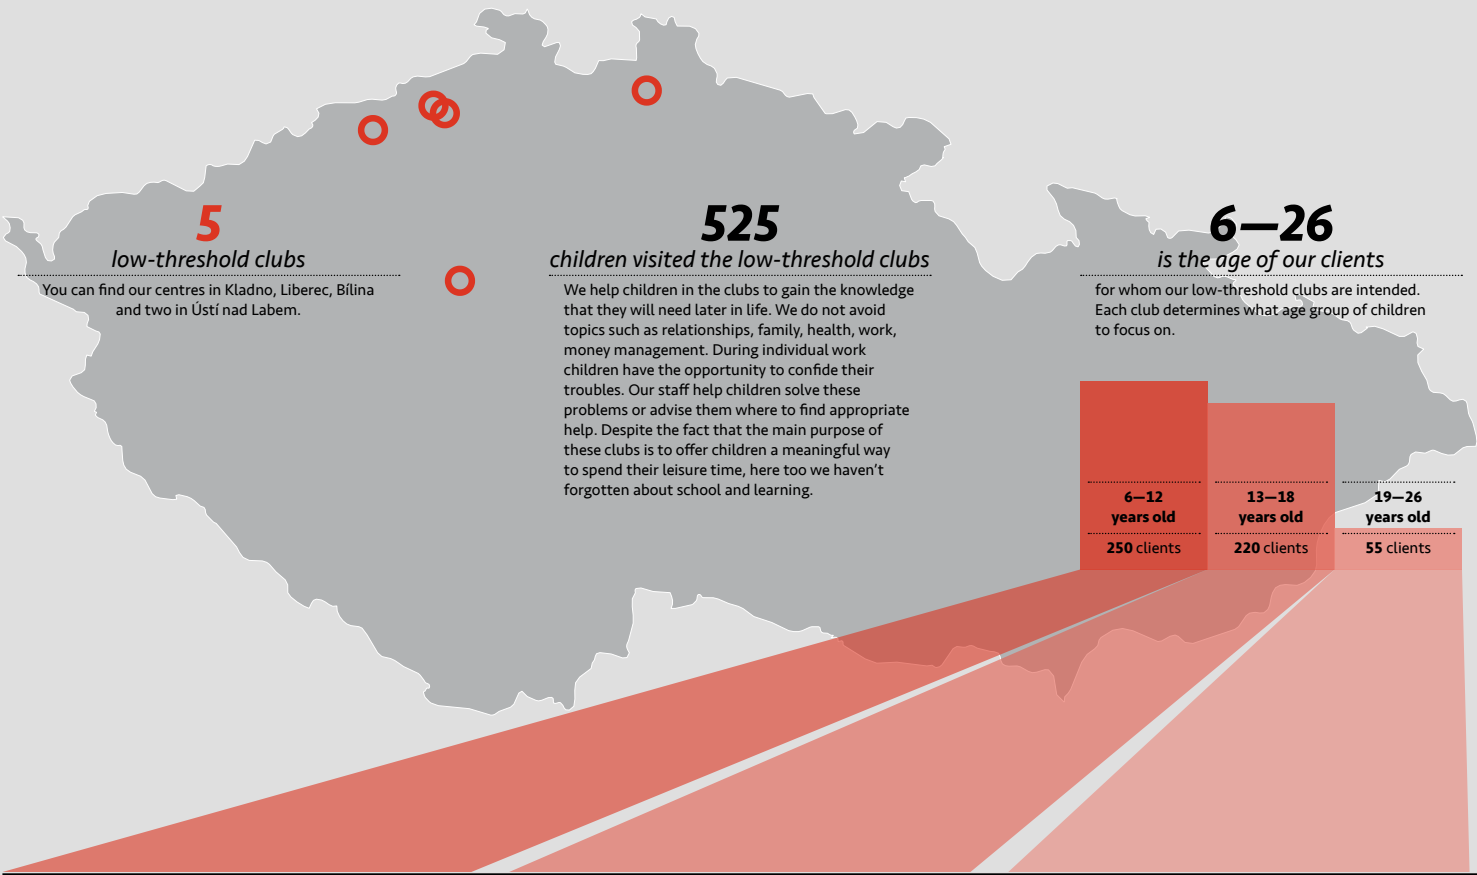 5
low-threshold clubs
You can find our centres in Kladno, Liberec, Bílina
and two in Ústí nad Labem.
525
children visited the low-threshold clubs
We help children in the clubs to gain the knowledge
that they will need later in life. We do not avoid
topics such as relationships, family, health, work,
money management. During individual work
children have the opportunity to confide their
troubles. Our staff help children solve these
problems or advise them where to find appropriate
help. Despite the fact that the main purpose of
these clubs is to offer children a meaningful way
to spend their leisure time, here too we haven't
forgotten about school and learning.
6—26
is the age of our clients
for whom our low-threshold clubs are intended.
Each club determines what age group of children
to focus on.
6—12
years old
250 clients
13—18
years old
220 clients
19—26
years old
55 clients